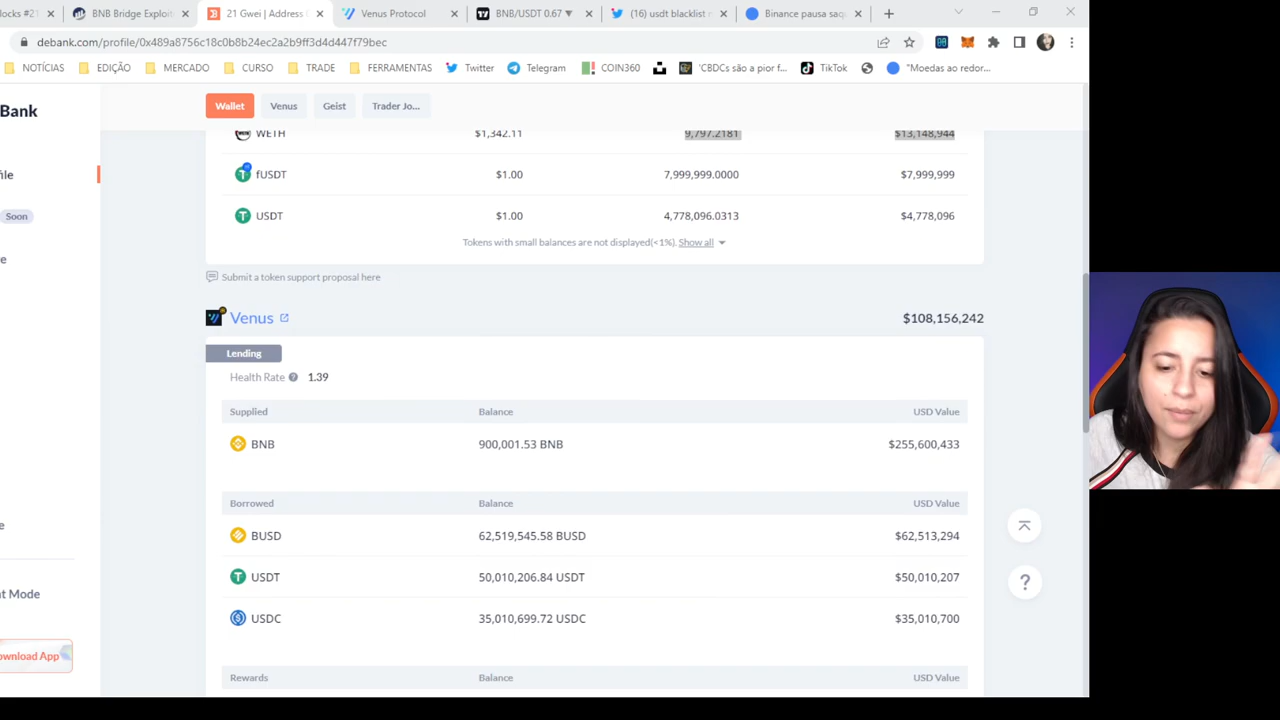 ocks #21
BNB Bridge Exploit
21 Gwei | Address
Venus Protocol
BNB/USDT 0.67
(16) usdt blacklist
Binance pausa saq
debank.com/profile/0x489a8756c18c0b8b24ec2a2b9ff3d4d447f79bec
NOTÍCIAS
EDIÇÃO
MERCADO
CURSO
TRADE
FERRAMENTAS
Twitter
Telegram
COIN360
'CBDCs são a pior f...
TikTok
"Moedas ao redor...
Bank
Wallet
Venus
Geist
Trader Jo...
WETH $1,342.11 9,797.2181 $13,148,944
file
fUSDT $1.00 7,999,999.0000 $7,999,999
Soon
USDT $1.00 4,778,096.0313 $4,778,096
Tokens with small balances are not displayed(<1%). Show all
Submit a token support proposal here
Venus $108,156,242
Lending
Health Rate ? 1.39
Supplied Balance USD Value
BNB 900,001.53 BNB $255,600,433
Borrowed Balance USD Value
BUSD 62,519,545.58 BUSD $62,513,294
USDT 50,010,206.84 USDT $50,010,207
?
t Mode
USDC 35,010,699.72 USDC $35,010,700
ownload App
Rewards Balance USD Value